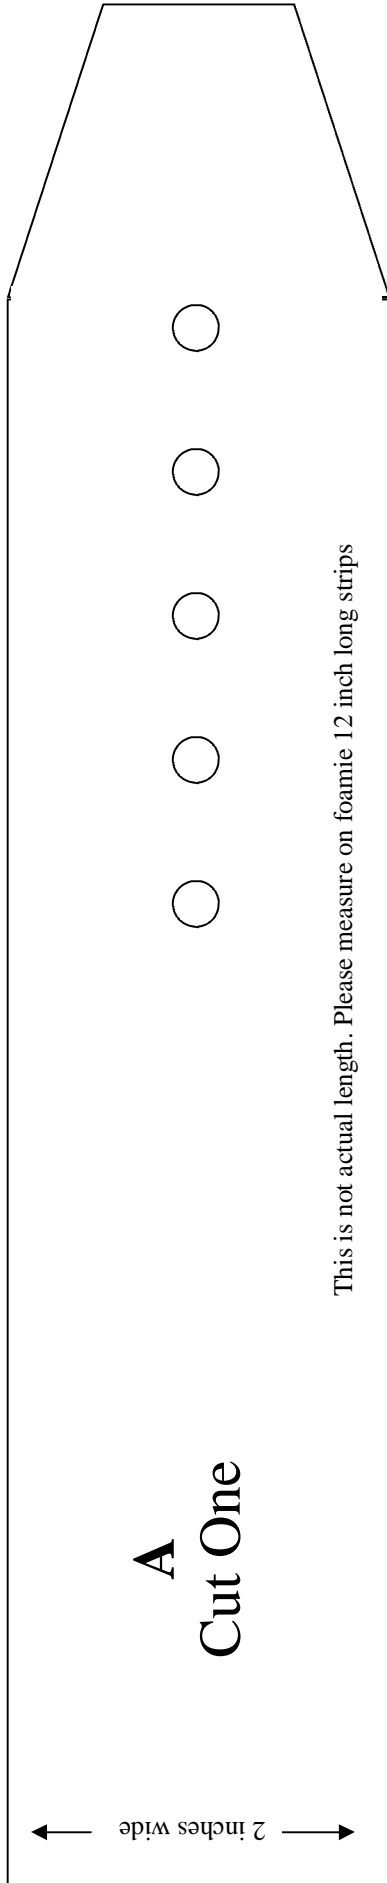 A
Cut One
This is not actual length. Please measure on foamie 12 inch long strips
2 inches wide